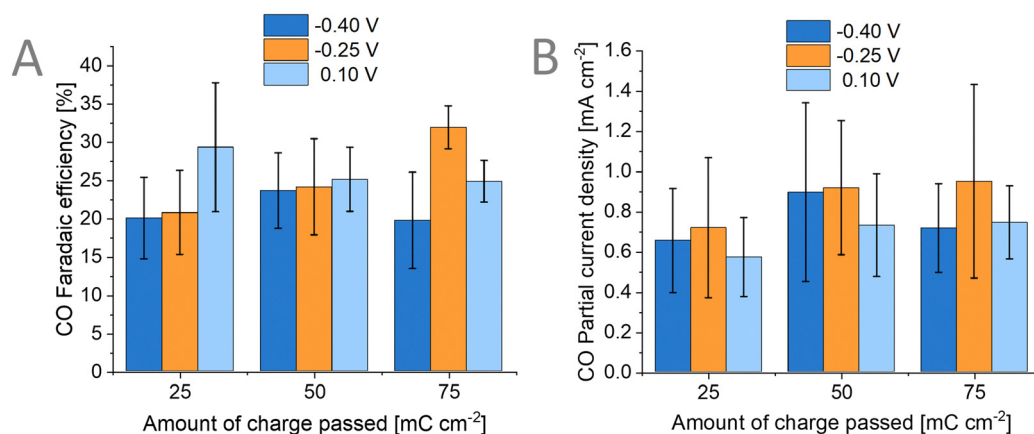 A
-0.40 V
-0.25 V
0.10 V
CO Faradaic efficiency [%]
40
35
30
25
20
15
10
5
0
25 50 75
Amount of charge passed [mC cm-2]
B
-0.40 V
-0.25 V
0.10 V
CO Partial current density [mA cm-2]
1.6
1.4
1.2
1.0
0.8
0.6
0.4
0.2
0.0
25 50 75
Amount of charge passed [mC cm-2]